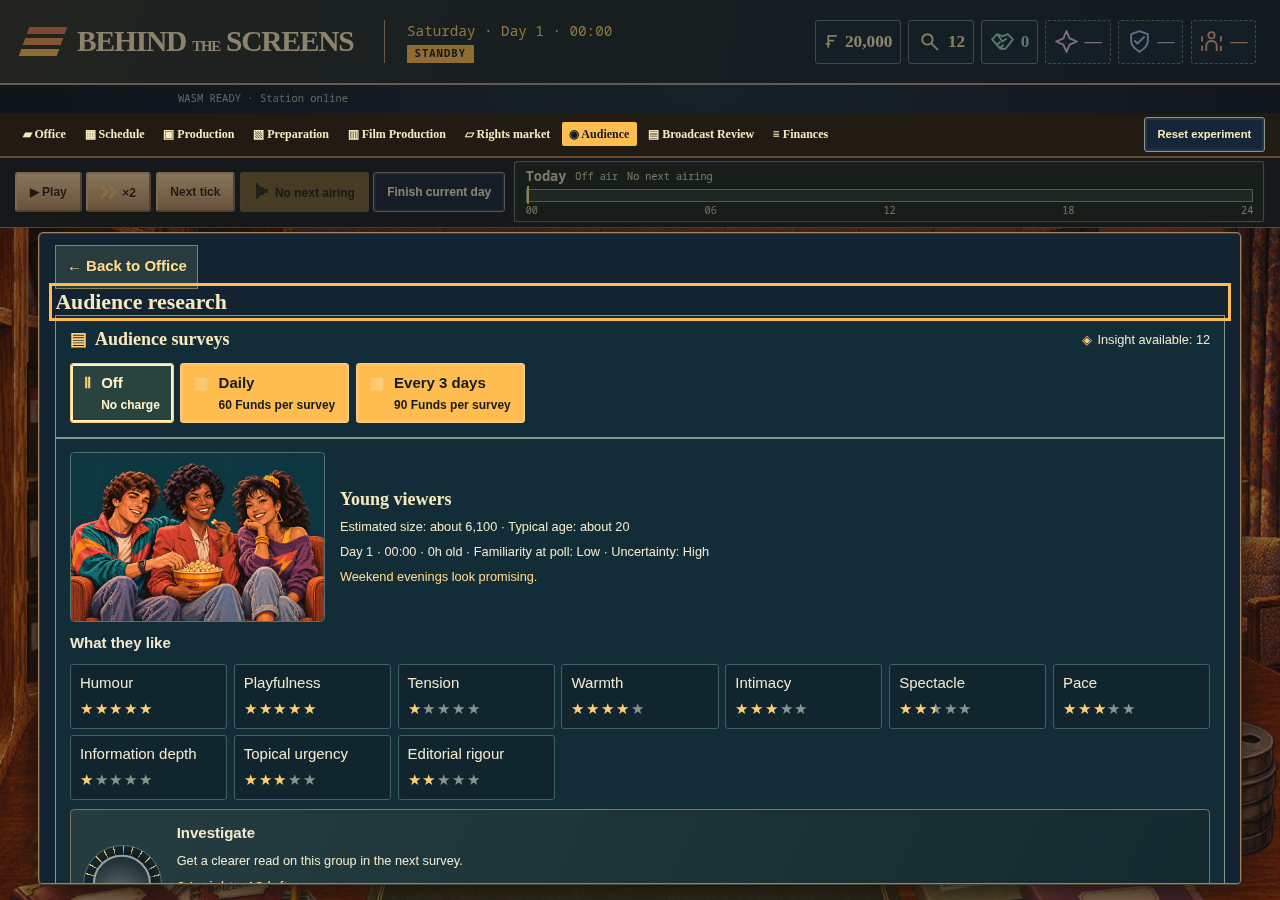 BEHIND THE SCREENS
Saturday · Day 1 · 00:00
STANDBY
20,000
12
0
—
—
—
WASM READY · Station online
Office
Schedule
Production
Preparation
Film Production
Rights market
Audience
Broadcast Review
Finances
Reset experiment
Play
×2
Next tick
No next airing
Finish current day
Today Off air No next airing
00 06 12 18 24
← Back to Office
Audience research
Audience surveys
Insight available: 12
Off
No charge
Daily
60 Funds per survey
Every 3 days
90 Funds per survey
Young viewers
Estimated size: about 6,100 · Typical age: about 20
Day 1 · 00:00 · 0h old · Familiarity at poll: Low · Uncertainty: High
Weekend evenings look promising.
What they like
Humour
Playfulness
Tension
Warmth
Intimacy
Spectacle
Pace
Information depth
Topical urgency
Editorial rigour
Investigate
Get a clearer read on this group in the next survey.